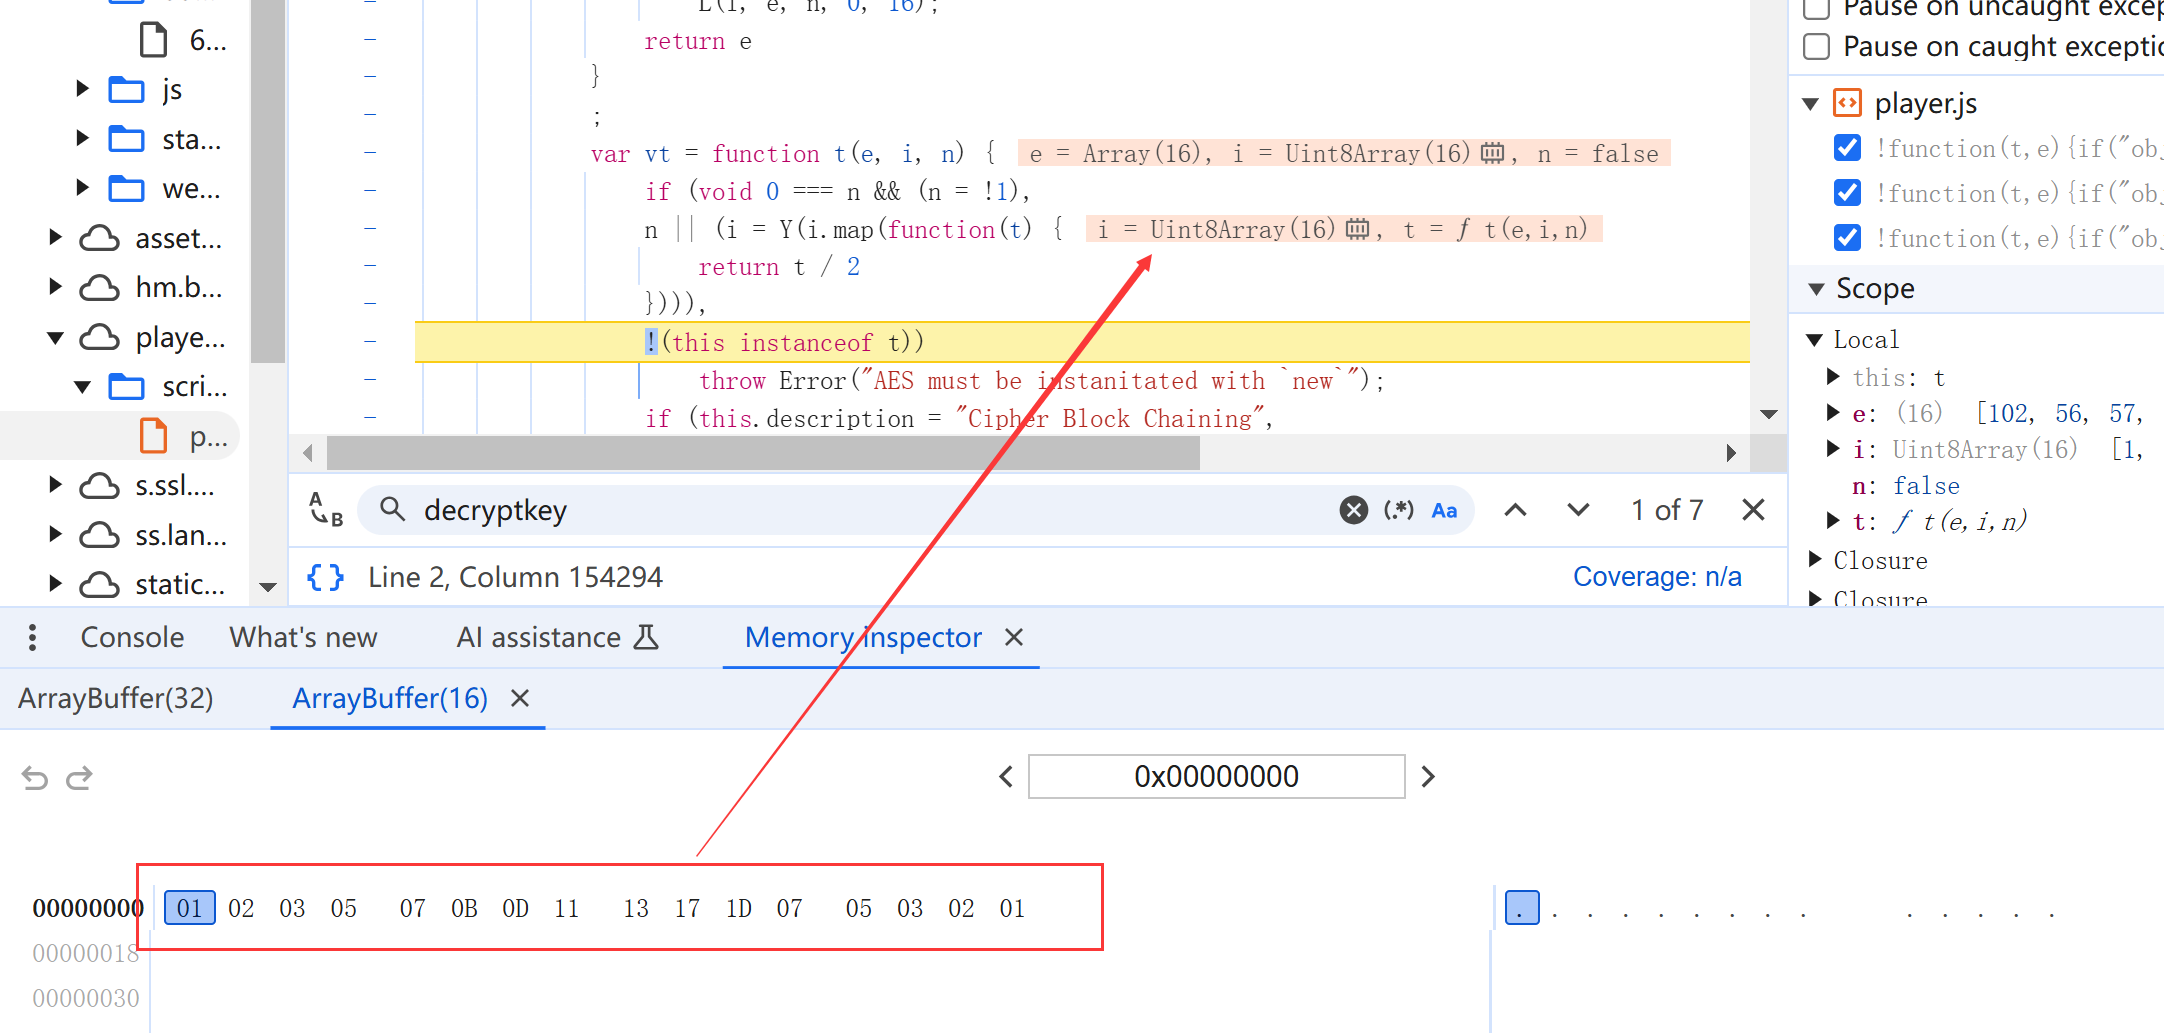 6...
js
sta...
we...
asset...
hm.b...
playe...
scri...
p...
s.ssl....
ss.lan...
static...
L(i, e, n, 0, 16);
return e
}
;
var vt = function t(e, i, n) { e = Array(16), i = Uint8Array(16), n = false
if (void 0 === n && (n = !1),
n || (i = Y(i.map(function(t) { i = Uint8Array(16), t = ƒ t(e,i,n)
return t / 2
}))),
!(this instanceof t))
throw Error("AES must be instanitated with `new`");
if (this.description = "Cipher Block Chaining",
A B decryptkey (.*) Aa 1 of 7
{ } Line 2, Column 154294 Coverage: n/a
Pause on uncaught excep
Pause on caught exceptio
player.js
!function(t,e){if("ob
!function(t,e){if("ob
!function(t,e){if("ob
Scope
Local
this: t
e: (16) [102, 56, 57,
i: Uint8Array(16) [1,
n: false
t: ƒ t(e,i,n)
Closure
Closure
Console What's new AI assistance Memory inspector
ArrayBuffer(32) ArrayBuffer(16)
0x00000000
00000000 01 02 03 05 07 0B 0D 11 13 17 1D 07 05 03 02 01 . . . . . . . . . . . . . .
00000018
00000030